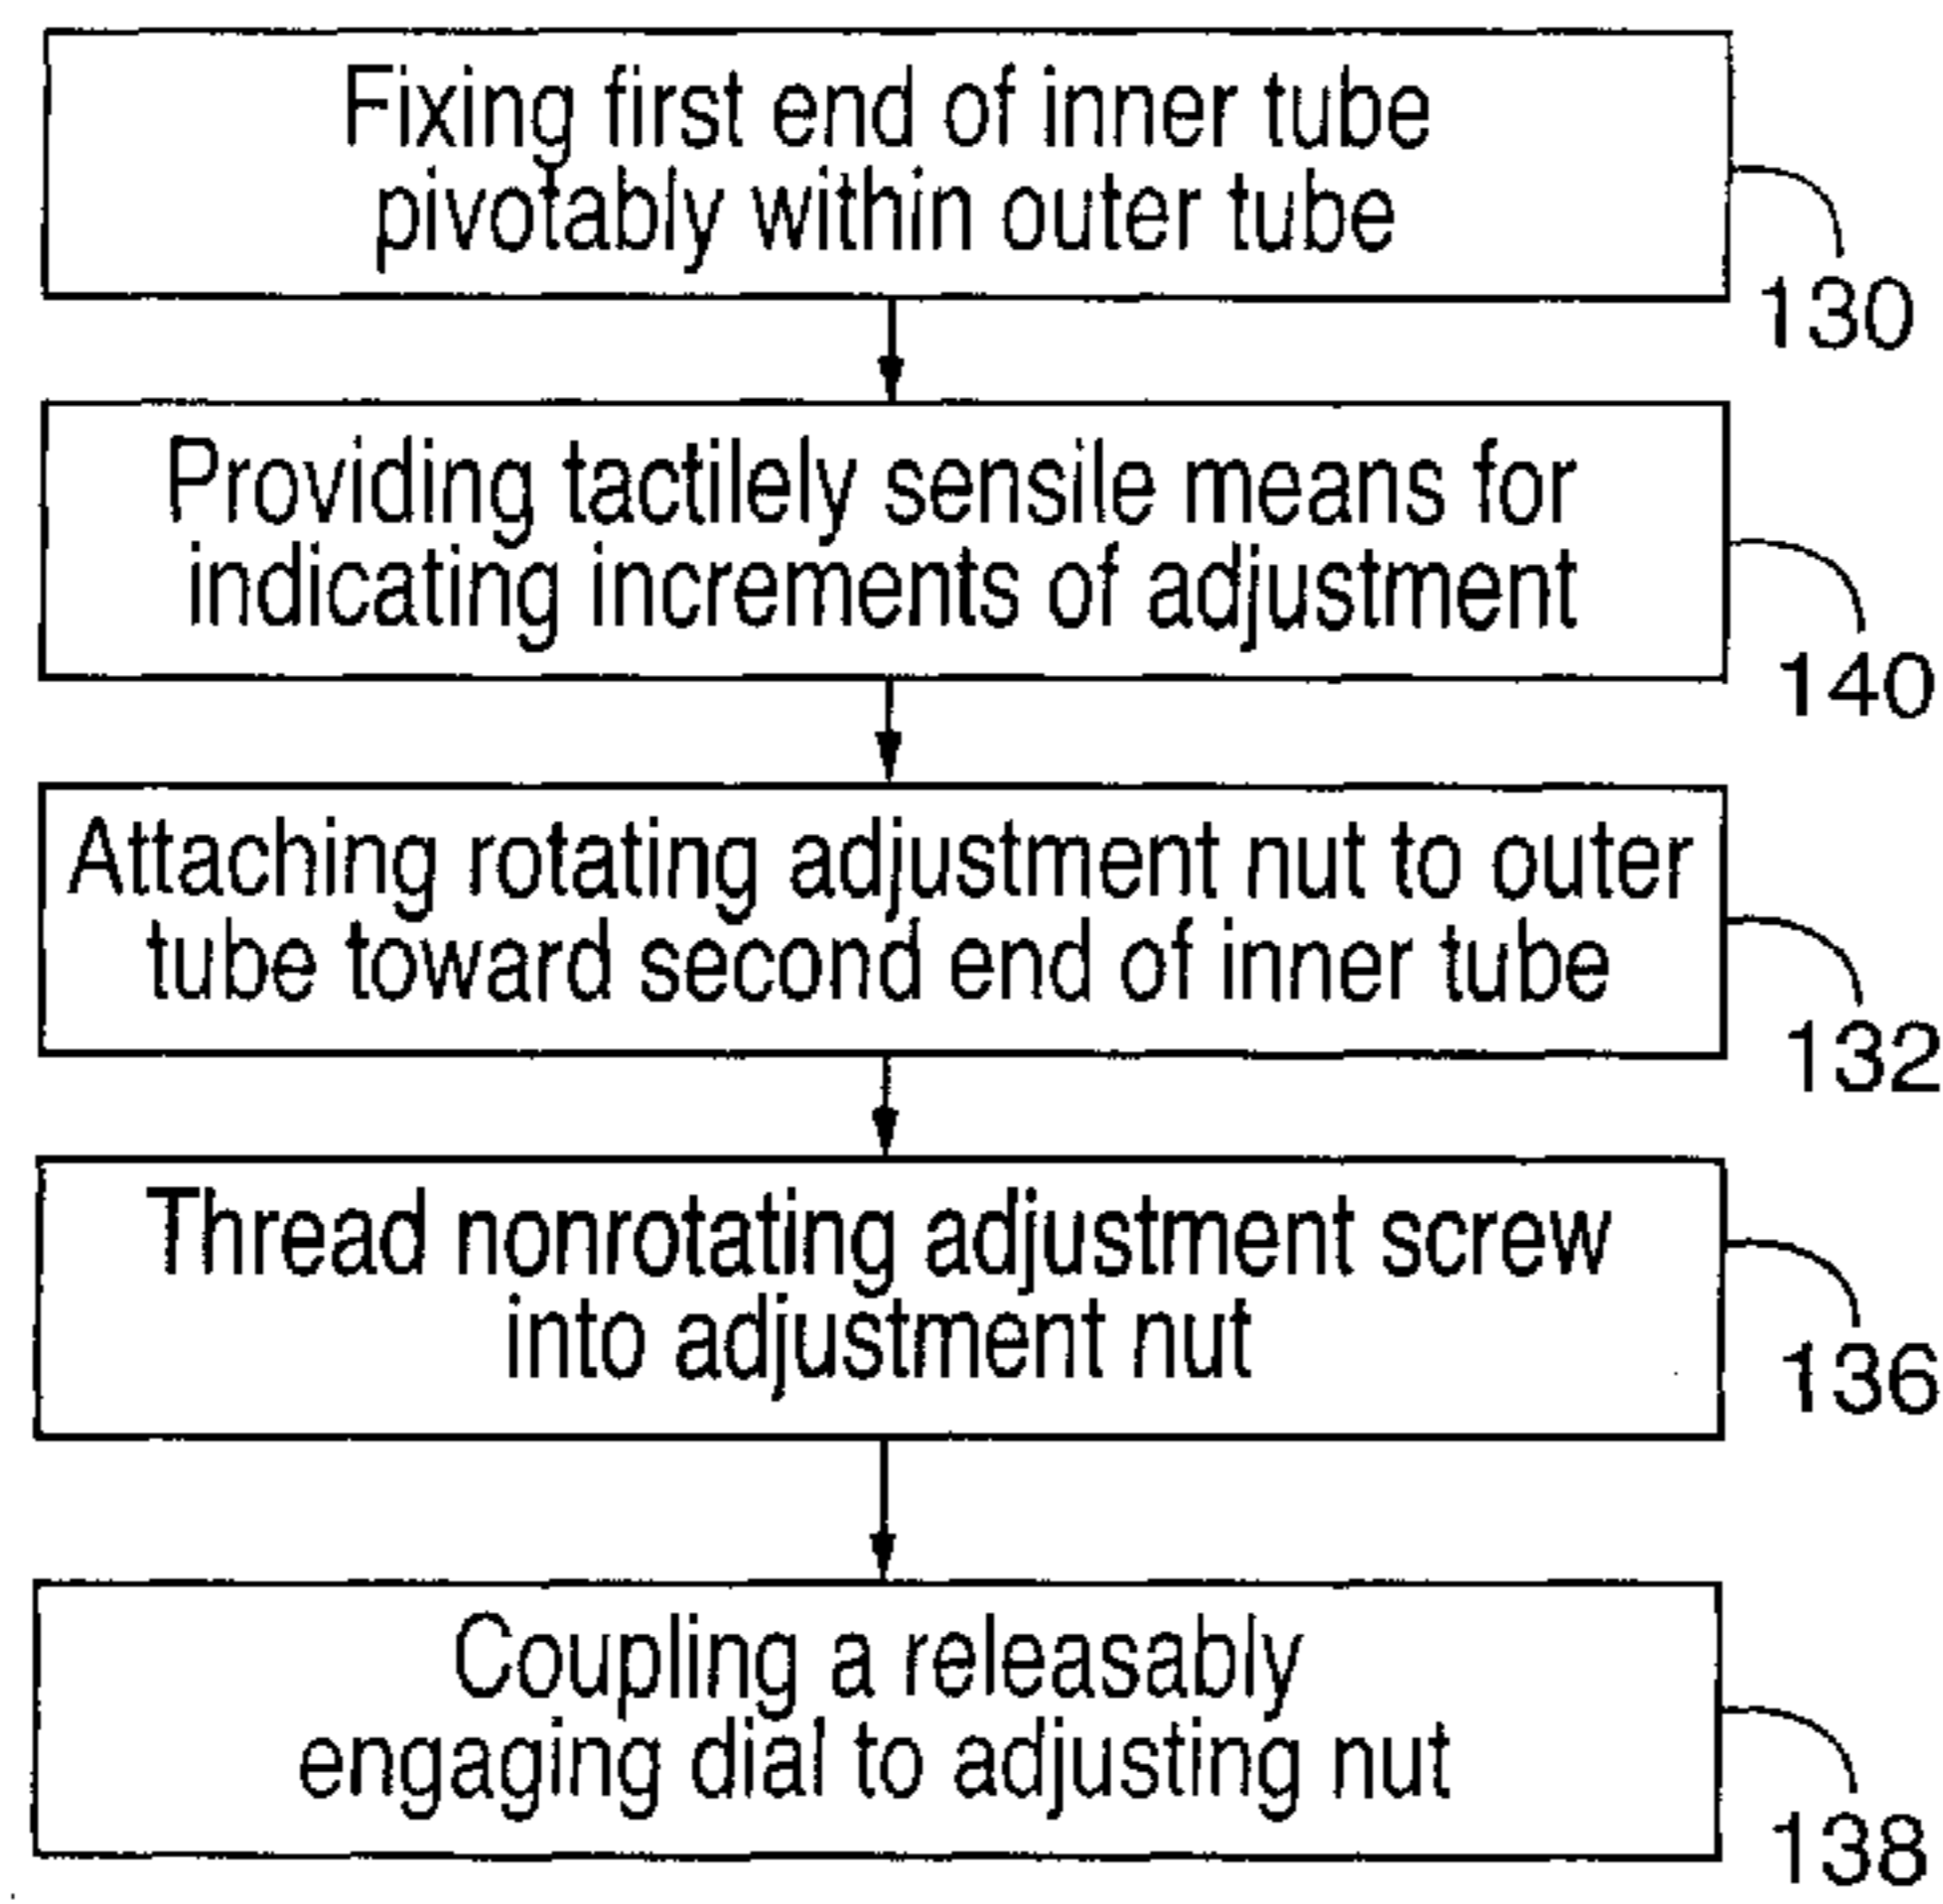 Fixing first end of inner tube
pivotably within outer tube
130
Providing tactilely sensile means for
indicating increments of adjustment
140
Attaching rotating adjustment nut to outer
tube toward second end of inner tube
132
Thread nonrotating adjustment screw
into adjustment nut
136
Coupling a releasably
engaging dial to adjusting nut
138